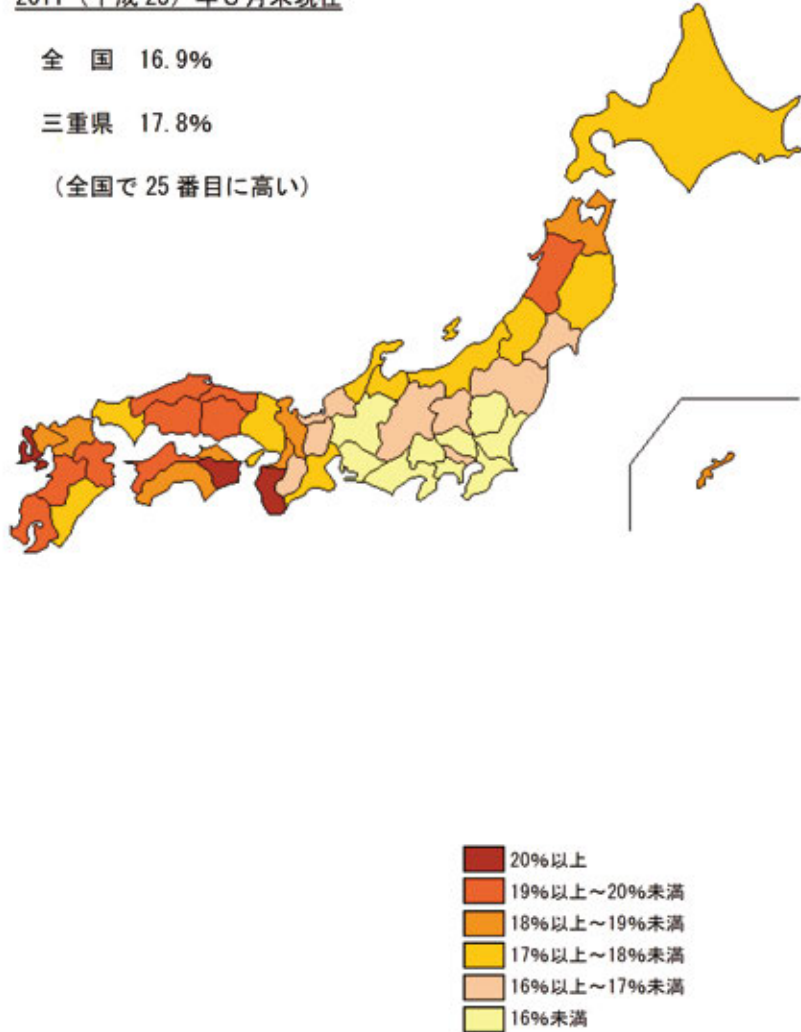 全 国 16.9%
三重県 17.8%
(全国で 25 番目に高い)
20%以上
19%以上~20%未満
18%以上~19%未満
17%以上~18%未満
16%以上~17%未満
16%未満